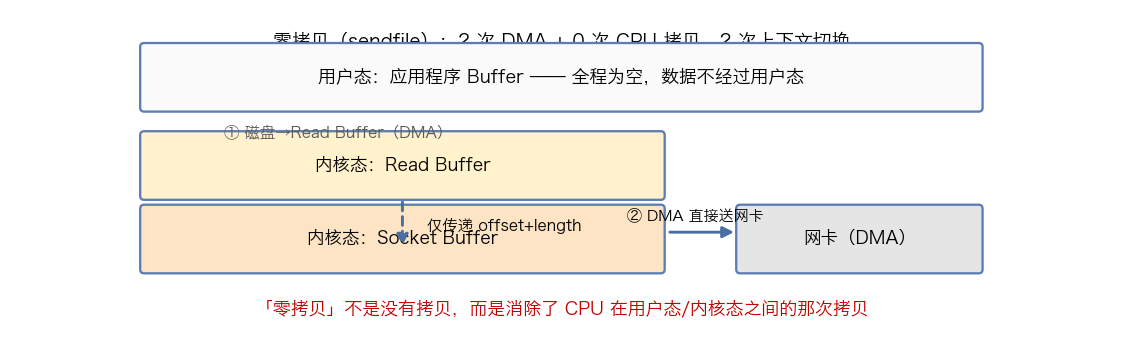 零拷贝（sendfile）：2 次 DMA + 0 次 CPU 拷贝，2 次上下文切换
用户态：应用程序 Buffer —— 全程为空，数据不经过用户态
① 磁盘→Read Buffer（DMA）
内核态：Read Buffer
② DMA 直接送网卡
仅传递 offset+length
内核态：Socket Buffer
网卡（DMA）
「零拷贝」不是没有拷贝，而是消除了 CPU 在用户态/内核态之间的那次拷贝